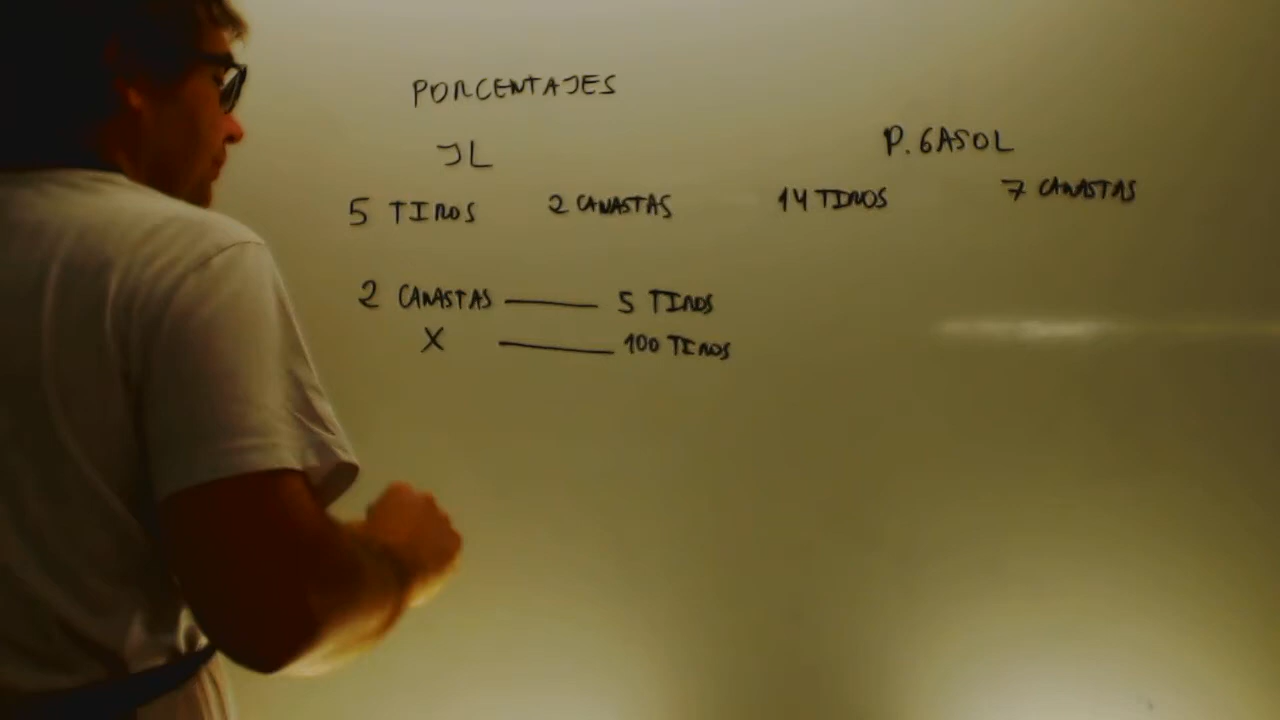 PORCENTAJES
JL
P. GASOL
5 TIROS 2 CANASTAS
14 TIROS 7 CANASTAS
2 CANASTAS — 5 TIROS
X — 100 TIROS